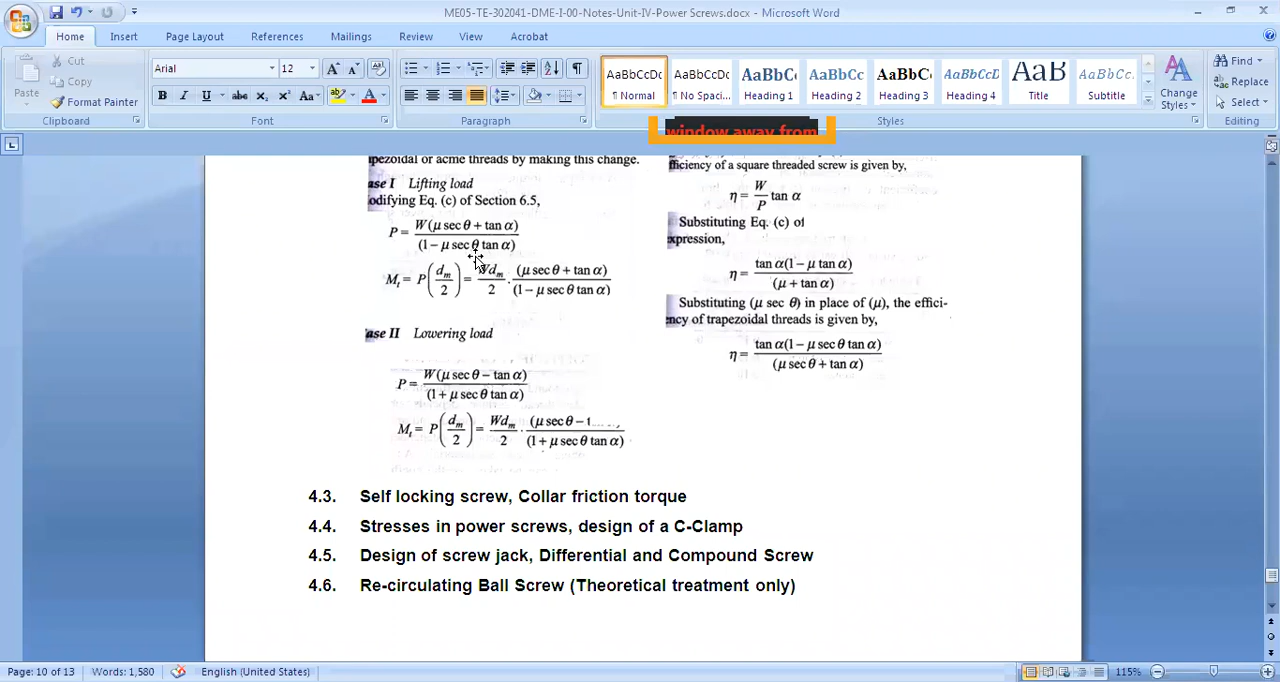 ME05-TE-302041-DME-I-00-Notes-Unit-IV-Power Screws.docx - Microsoft Word
Home Insert Page Layout References Mailings Review View Acrobat
Paste
Cut
Copy
Format Painter
Clipboard
Arial 12
Font
Paragraph
AaBbCcDc AaBbCcDc AaBbC AaBbCc AaBbCc AaBbCcD AaB AaBbCc.
¶ Normal ¶ No Spaci... Heading 1 Heading 2 Heading 3 Heading 4 Title Subtitle
Change Styles
Styles
Find
Replace
Select
Editing
window away from
pezoidal or acme threads by making this change.
ase I Lifting load
odifying Eq. (c) of Section 6.5,
P = W(μ sec θ + tan α) / (1 − μ sec θ tan α)
Mt = P(dm/2) = Wdm/2 · (μ sec θ + tan α) / (1 − μ sec θ tan α)
ase II Lowering load
P = W(μ sec θ − tan α) / (1 + μ sec θ tan α)
Mt = P(dm/2) = Wdm/2 · (μ sec θ − / (1 + μ sec θ tan α)
fficiency of a square threaded screw is given by,
η = W/P tan α
Substituting Eq. (c) of
xpression,
η = tan α(1 − μ tan α) / (μ + tan α)
Substituting (μ sec θ) in place of (μ), the effici-
ency of trapezoidal threads is given by,
η = tan α(1 − μ sec θ tan α) / (μ sec θ + tan α)
4.3. Self locking screw, Collar friction torque
4.4. Stresses in power screws, design of a C-Clamp
4.5. Design of screw jack, Differential and Compound Screw
4.6. Re-circulating Ball Screw (Theoretical treatment only)
Page: 10 of 13 Words: 1,580 English (United States) 115%